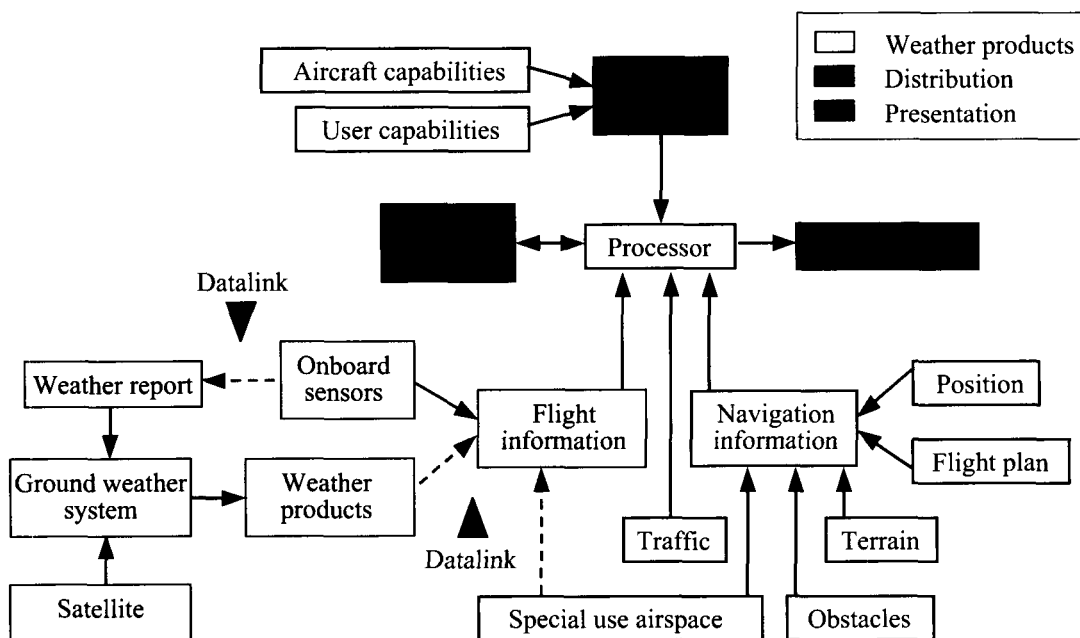 Aircraft capabilities
User capabilities
Weather products
Distribution
Presentation
Processor
Datalink
Weather report
Onboard
sensors
Flight
information
Navigation
information
Position
Flight plan
Ground weather
system
Weather
products
Datalink
Traffic
Terrain
Satellite
Special use airspace
Obstacles